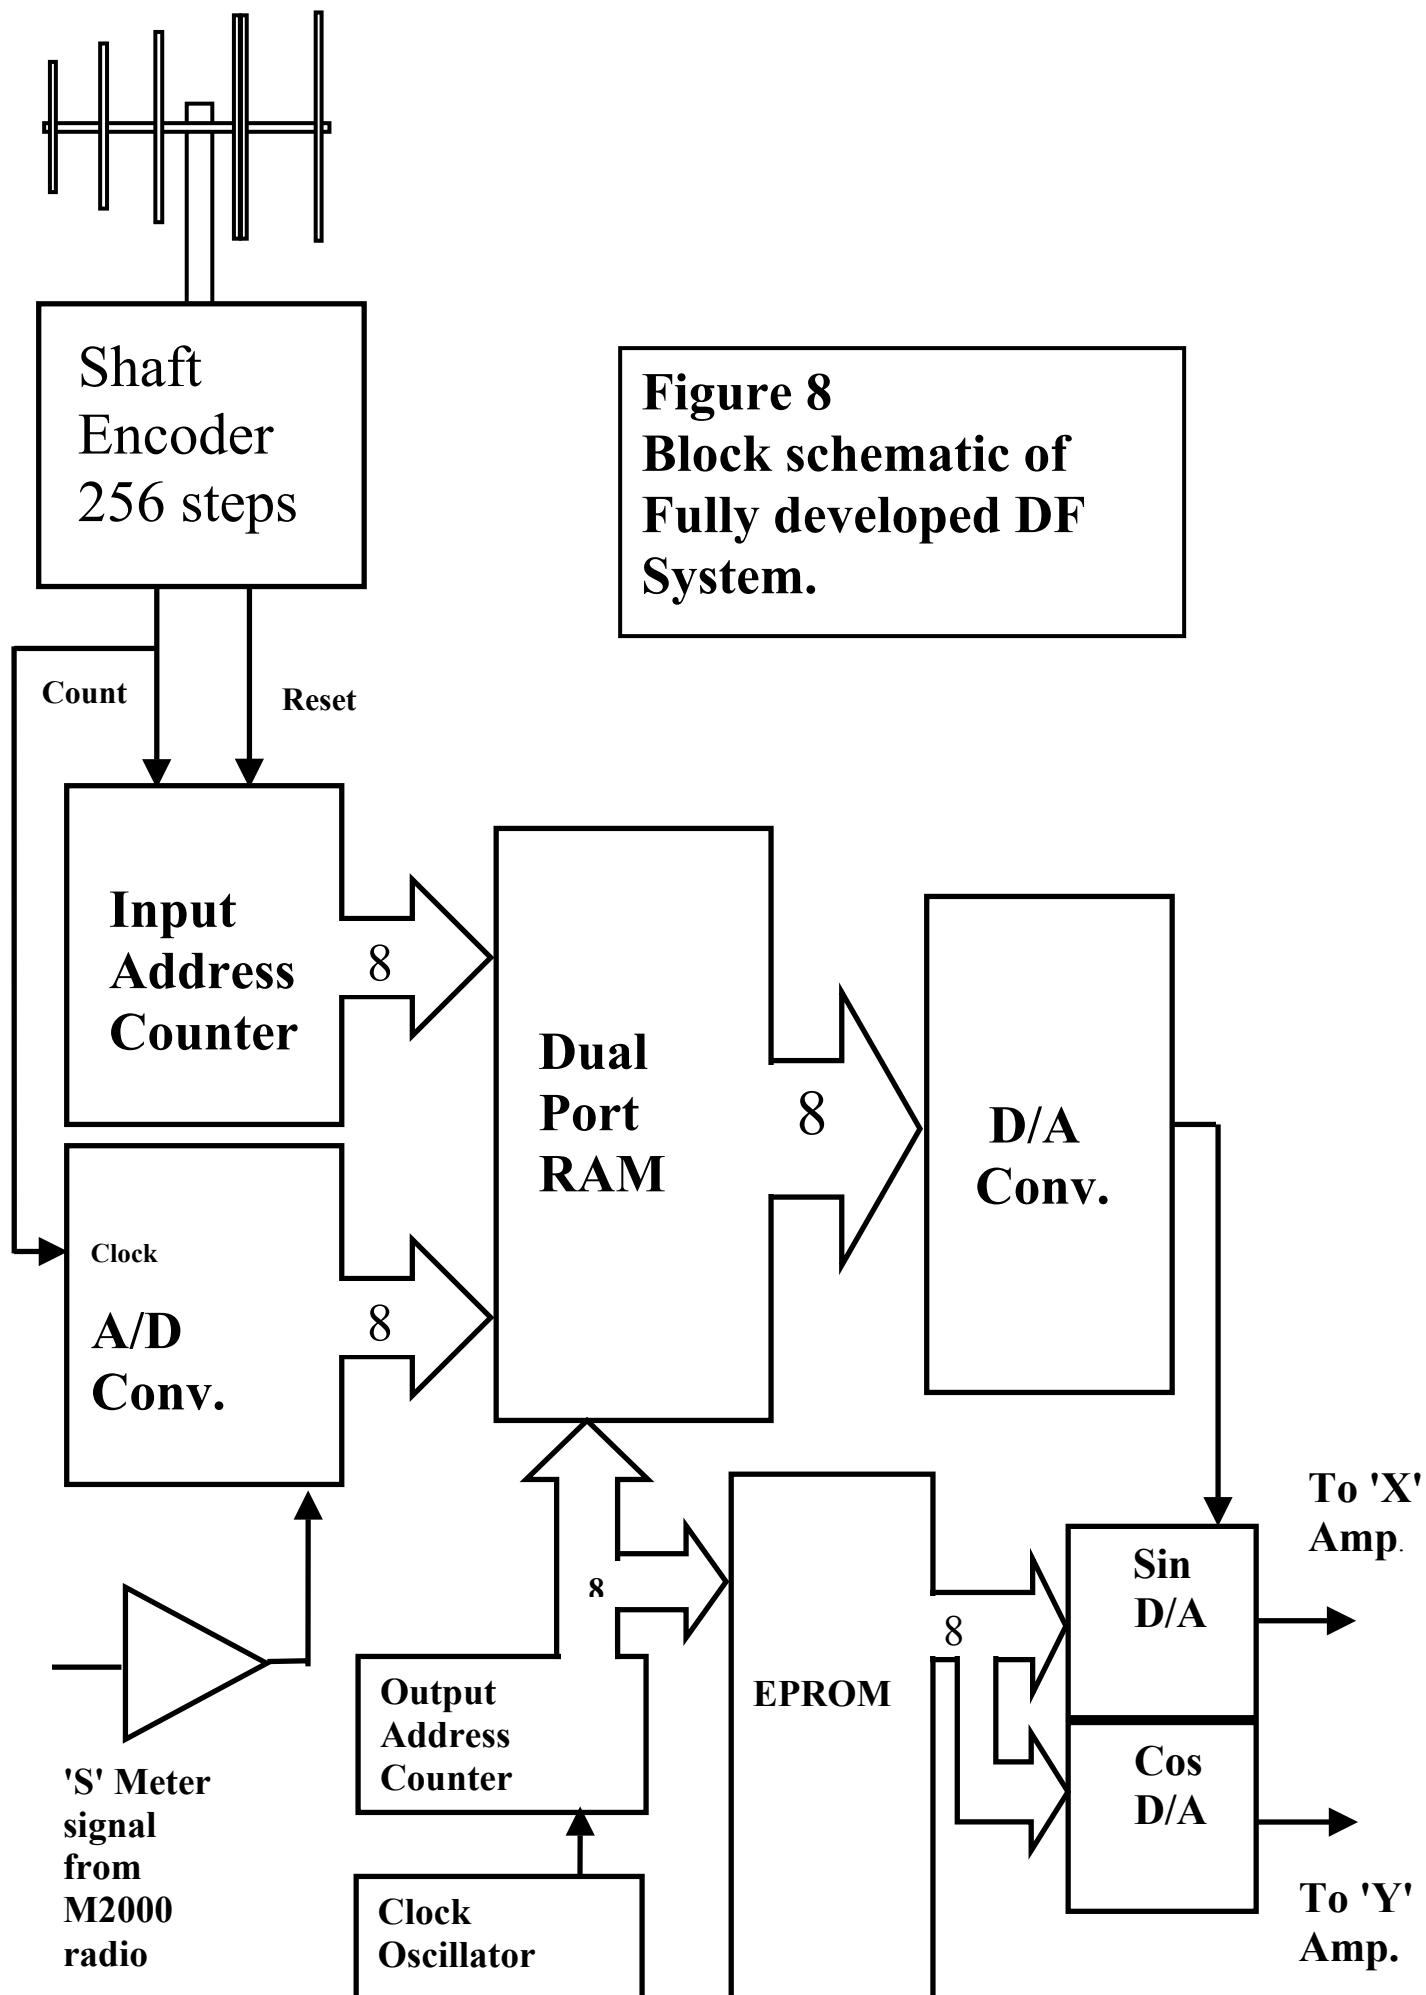 Shaft
Encoder
256 steps
Figure 8
Block schematic of
Fully developed DF
System.
Count
Reset
Input
Address
Counter
8
Dual
Port
RAM
8
D/A
Conv.
Clock
A/D
Conv.
8
To 'X'
Amp.
Sin
D/A
8
8
EPROM
Output
Address
Counter
Cos
D/A
'S' Meter
signal
from
M2000
radio
To 'Y'
Amp.
Clock
Oscillator